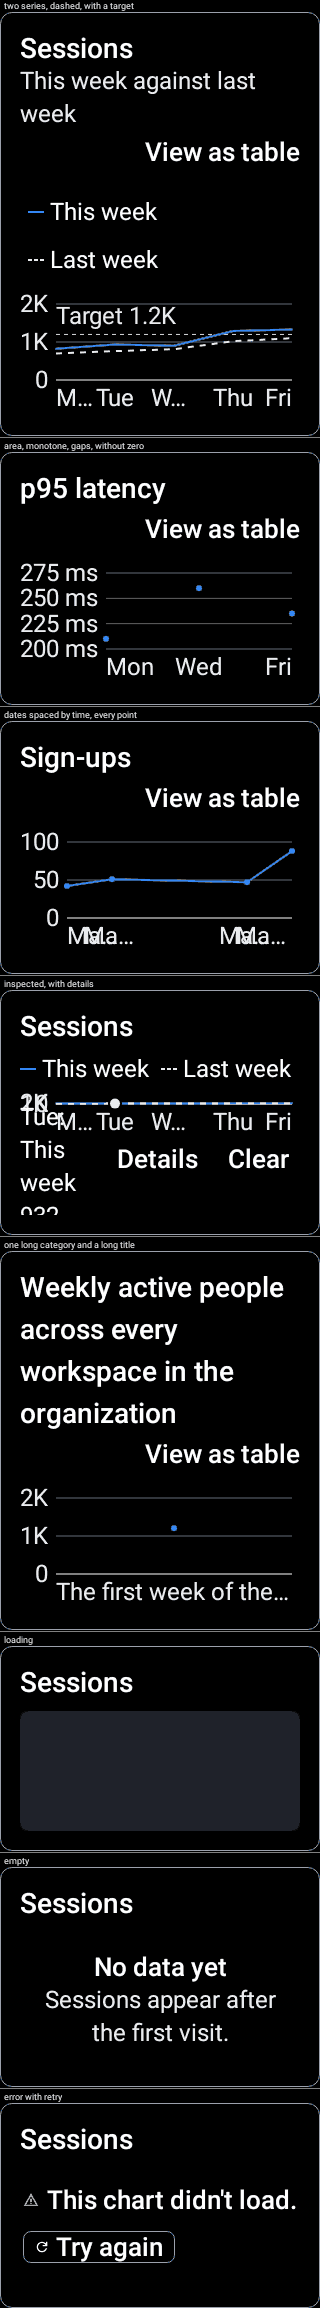 two series, dashed, with a target
Sessions
This week against last
week
View as table
This week
Last week
2K
Target 1.2K
1K
0
M... Tue W... Thu Fri
area, monotone, gaps, without zero
p95 latency
View as table
275 ms
250 ms
225 ms
200 ms
Mon Wed Fri
dates spaced by time, every point
Sign-ups
View as table
100
50
0
Ma... Ma...
inspected, with details
Sessions
This week Last week
Tue
M... Tue W... Thu Fri
This
week
Details Clear
932
one long category and a long title
Weekly active people
across every
workspace in the
organization
View as table
2K
1K
0
The first week of the...
loading
Sessions
empty
Sessions
No data yet
Sessions appear after
the first visit.
error with retry
Sessions
This chart didn't load.
Try again